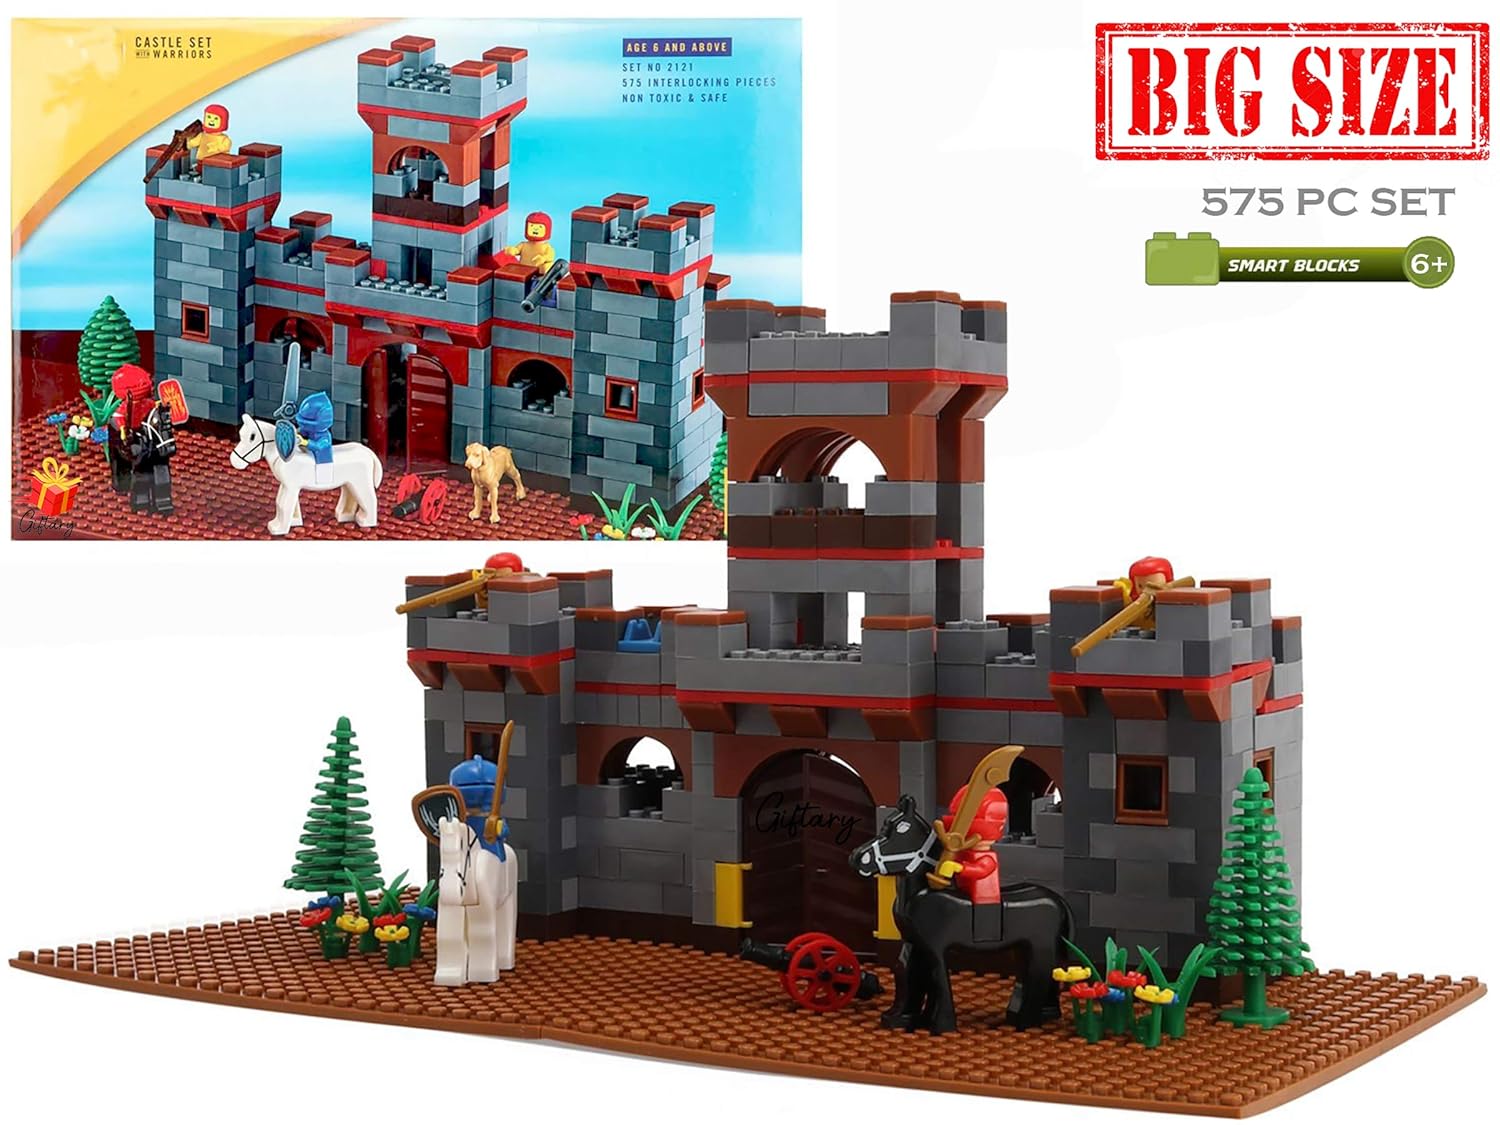 CASTLE SET
WITH WARRIORS
AGE 6 AND ABOVE
SET NO 2121
575 INTERLOCKING PIECES
NON TOXIC & SAFE
Giftary
BIG SIZE
575 PC SET
SMART BLOCKS 6+
Giftary